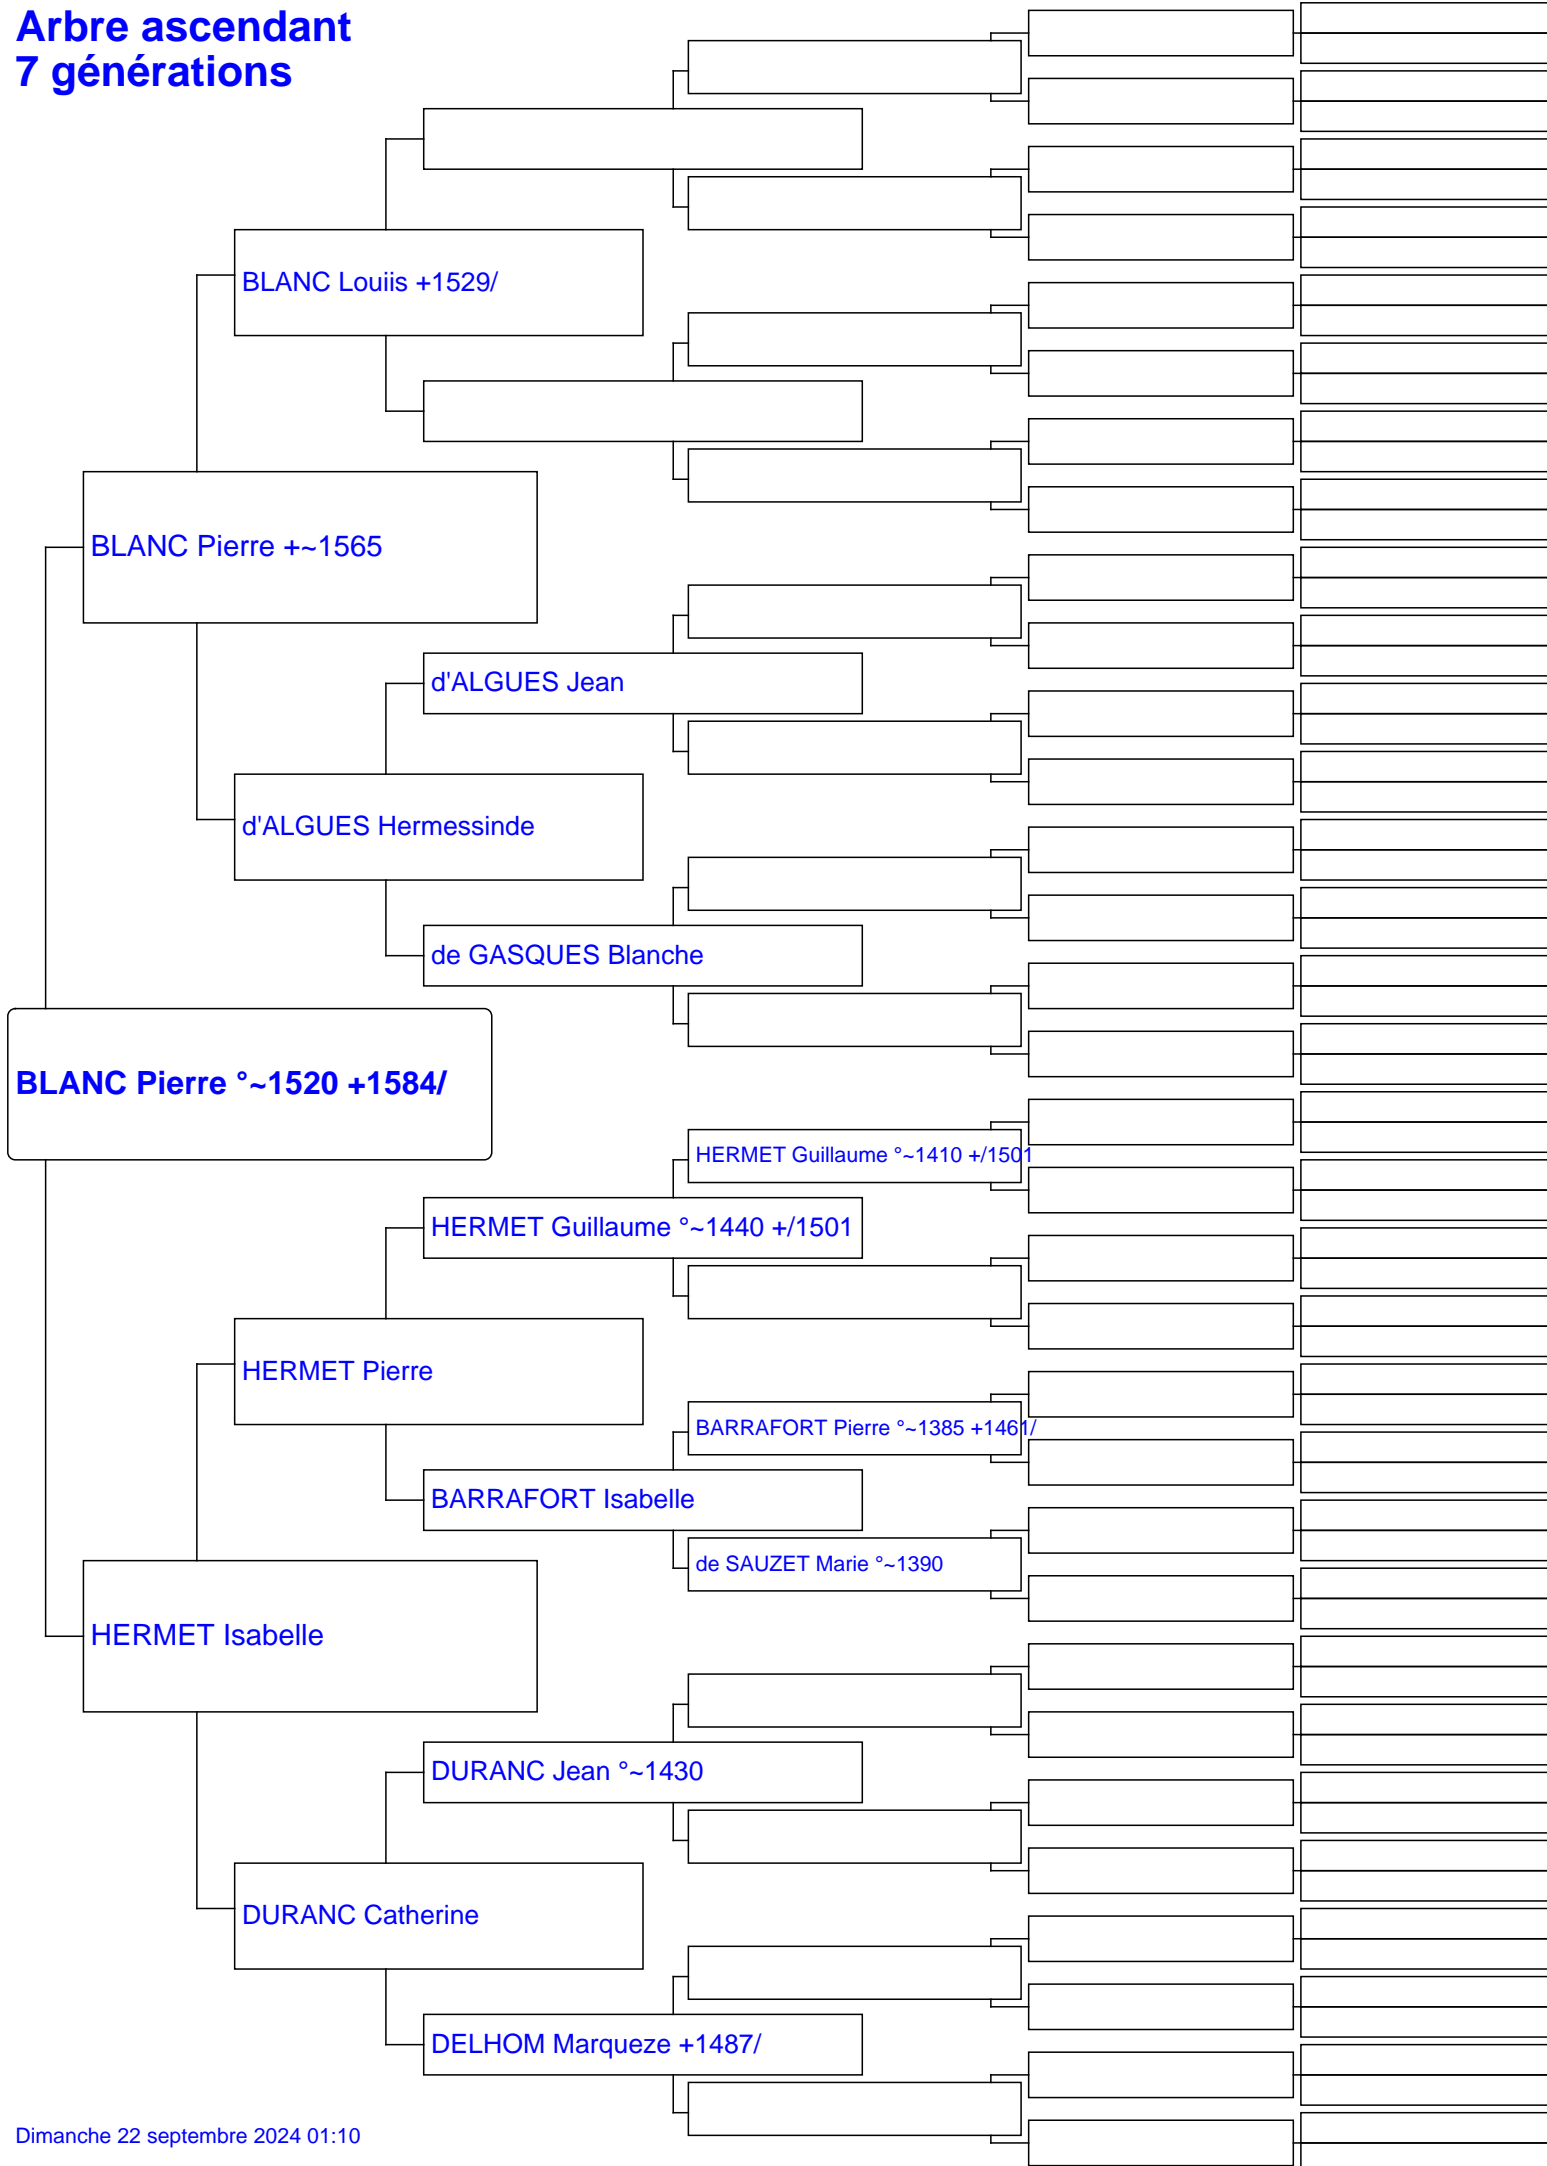 Arbre ascendant
7 générations
BLANC Louiis +1529/
BLANC Pierre +~1565
d'ALGUES Jean
d'ALGUES Hermessinde
de GASQUES Blanche
BLANC Pierre °~1520 +1584/
HERMET Guillaume °~1410 +/1501
HERMET Guillaume °~1440 +/1501
HERMET Pierre
BARRAFORT Pierre °~1385 +1461/
BARRAFORT Isabelle
de SAUZET Marie °~1390
HERMET Isabelle
DURANC Jean °~1430
DURANC Catherine
DELHOM Marqueze +1487/
Dimanche 22 septembre 2024 01:10